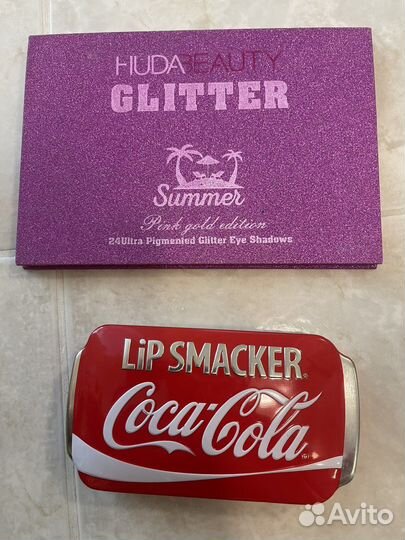 HUDABEAUTY
GLITTER
Summer
Pink gold edition
24Ultra Pigmented Glitter Eye Shadows
LiP SMACKER®
Coca-Cola®
Avito